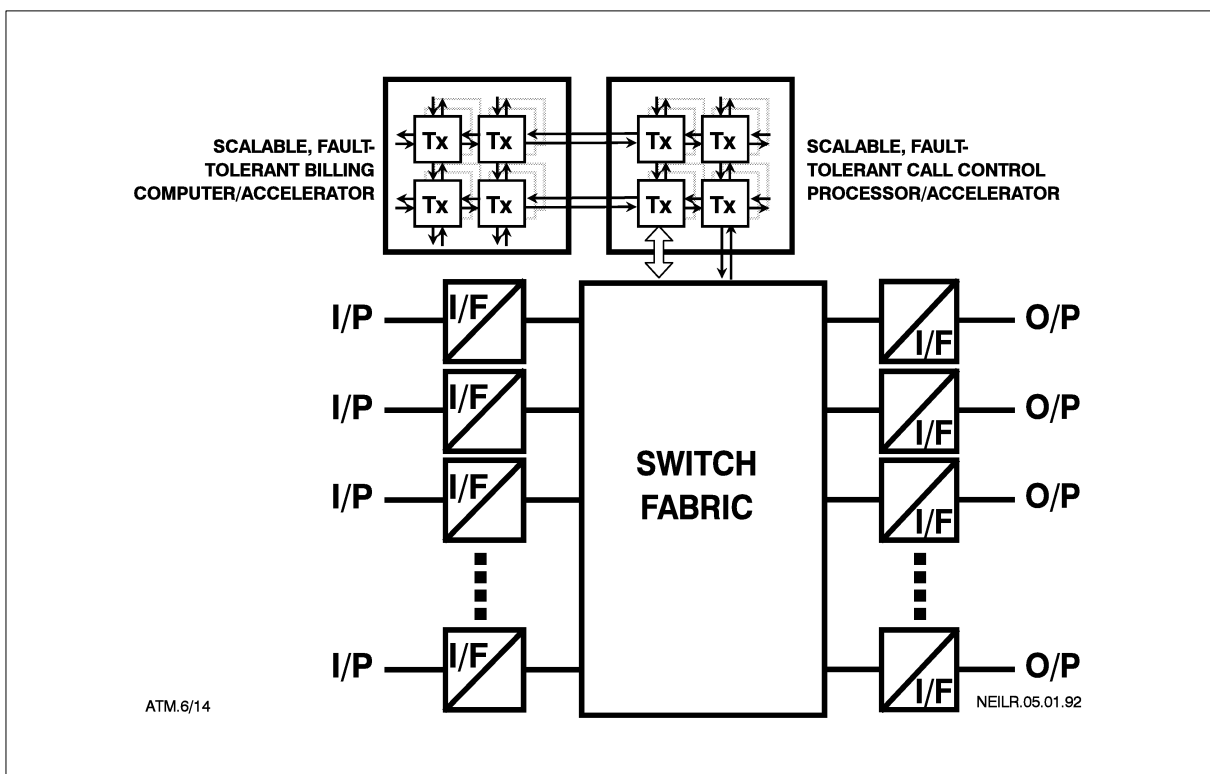 Tx Tx Tx Tx
SCALABLE, FAULT-
TOLERANT BILLING
COMPUTER/ACCELERATOR
SCALABLE, FAULT-
TOLERANT CALL CONTROL
PROCESSOR/ACCELERATOR
Tx Tx Tx Tx
I/P I/F I/F O/P
I/P I/F I/F O/P
I/P I/F I/F O/P
SWITCH
FABRIC
I/P I/F I/F O/P
ATM.6/14
NEILR.05.01.92